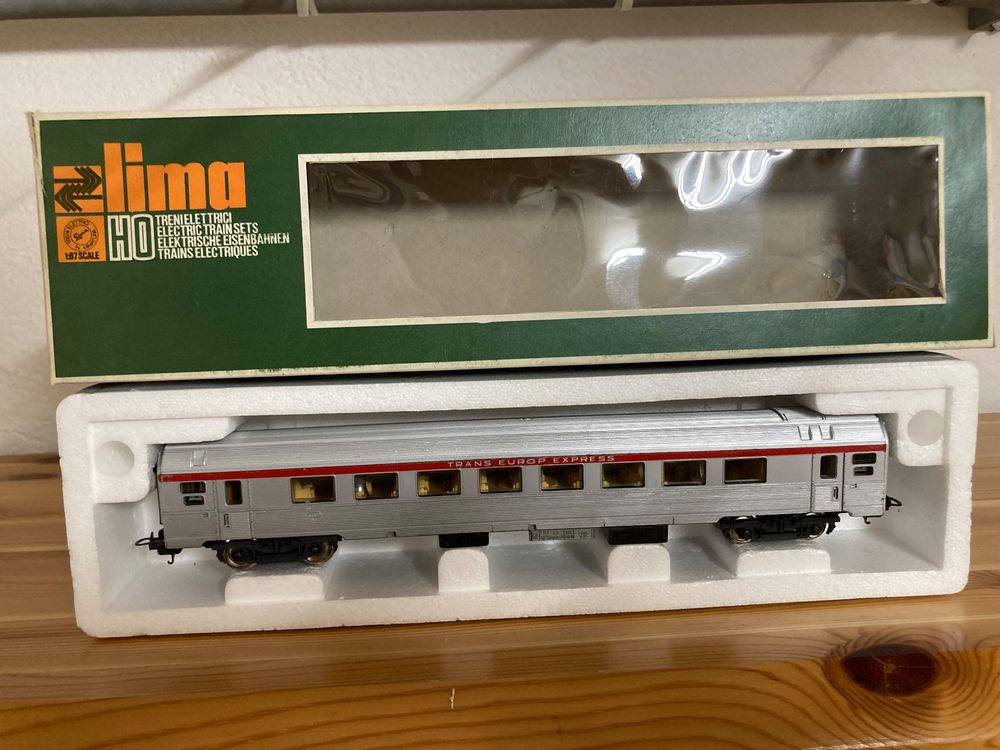 lima
HO
TRENI ELETTRICI
ELECTRIC TRAIN SETS
ELEKTRISCHE EISENBAHNEN
TRAINS ELECTRIQUES
1:87 SCALE
TRANS EUROP EXPRESS